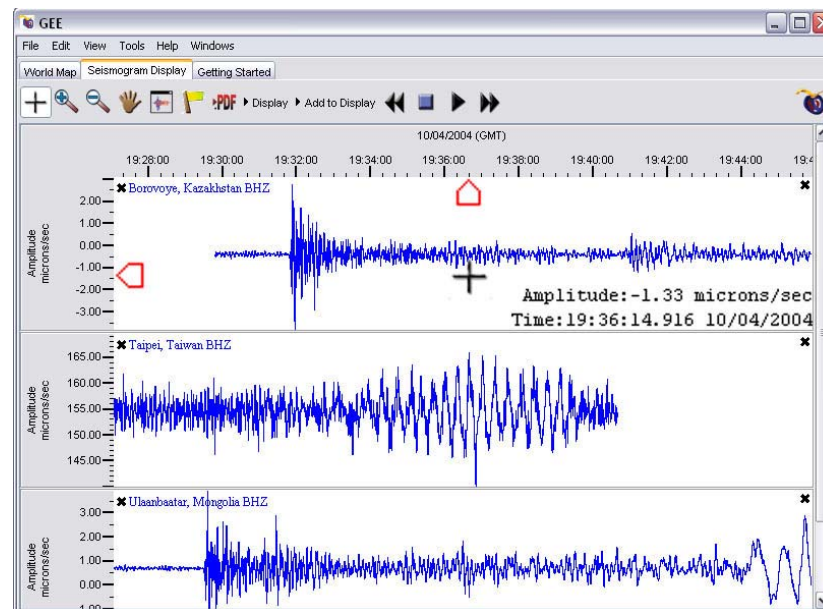 GEE
File Edit View Tools Help Windows
World Map Seismogram Display Getting Started
PDF Display Add to Display
10/04/2004 (GMT)
19:28:00 19:30:00 19:32:00 19:34:00 19:36:00 19:38:00 19:40:00 19:42:00 19:44:00 19:4
Borovoye, Kazakhstan BHZ
Amplitude
microns/sec
2.00
1.00
0.00
-1.00
-2.00
-3.00
Amplitude:-1.33 microns/sec
Time:19:36:14.916 10/04/2004
Taipei, Taiwan BHZ
Amplitude
microns/sec
165.00
160.00
155.00
150.00
145.00
Ulaanbaatar, Mongolia BHZ
Amplitude
microns/sec
3.00
2.00
1.00
0.00
-1.00